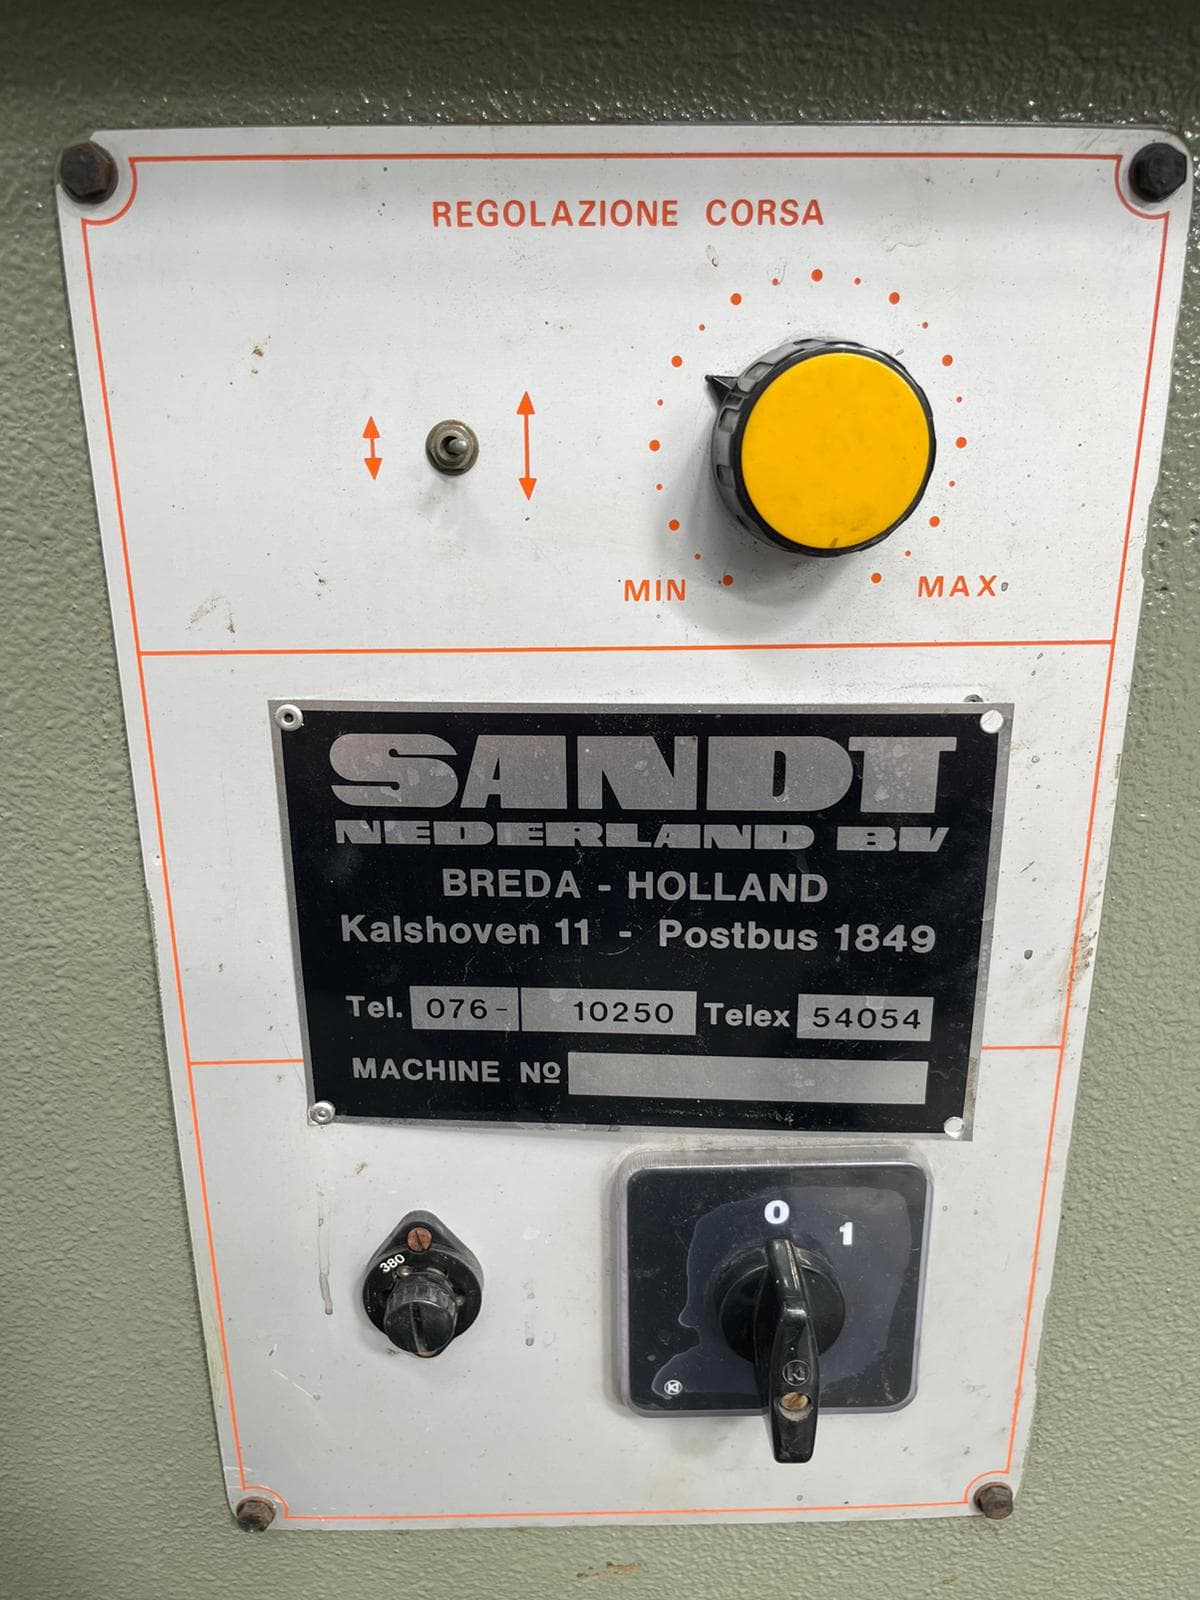 REGOLAZIONE CORSA
MIN
MAX
SANDT
NEDERLAND BV
BREDA - HOLLAND
Kalshoven 11 - Postbus 1849
Tel. 076- 10250 Telex 54054
MACHINE Nº
380
0
1